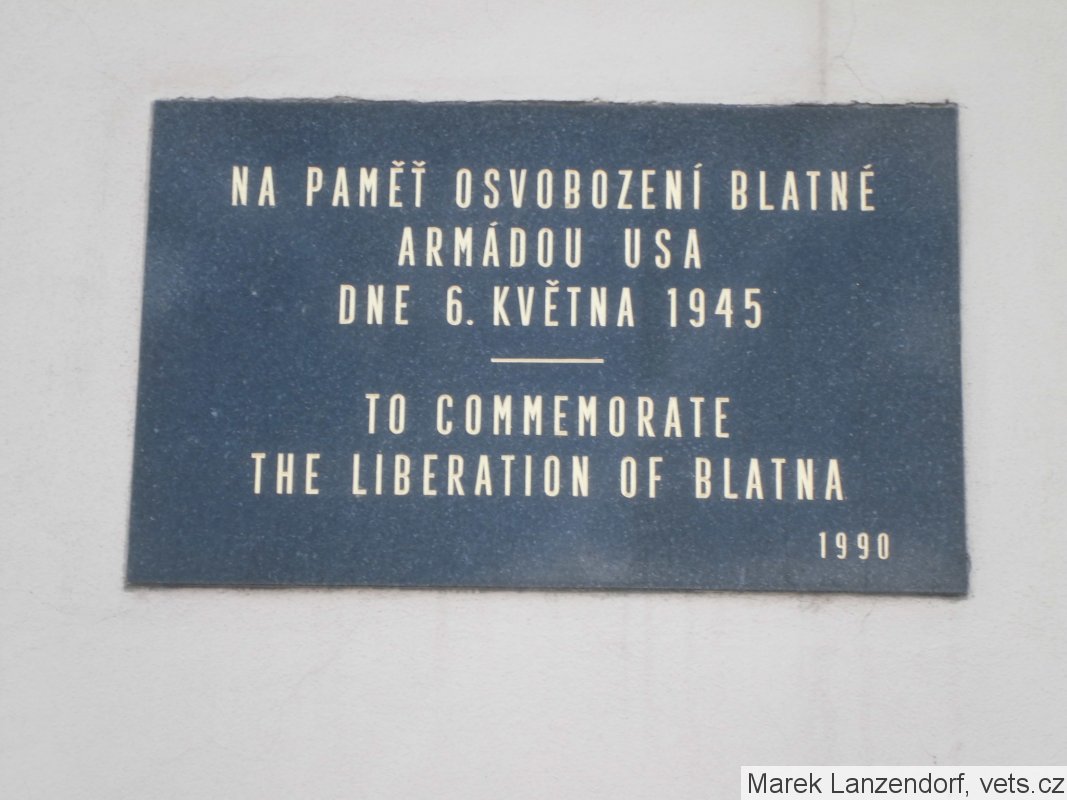 NA PAMĚŤ OSVOBOZENÍ BLATNÉ
ARMÁDOU USA
DNE 6. KVĚTNA 1945
TO COMMEMORATE
THE LIBERATION OF BLATNA
1990
Marek Lanzendorf, vets.cz